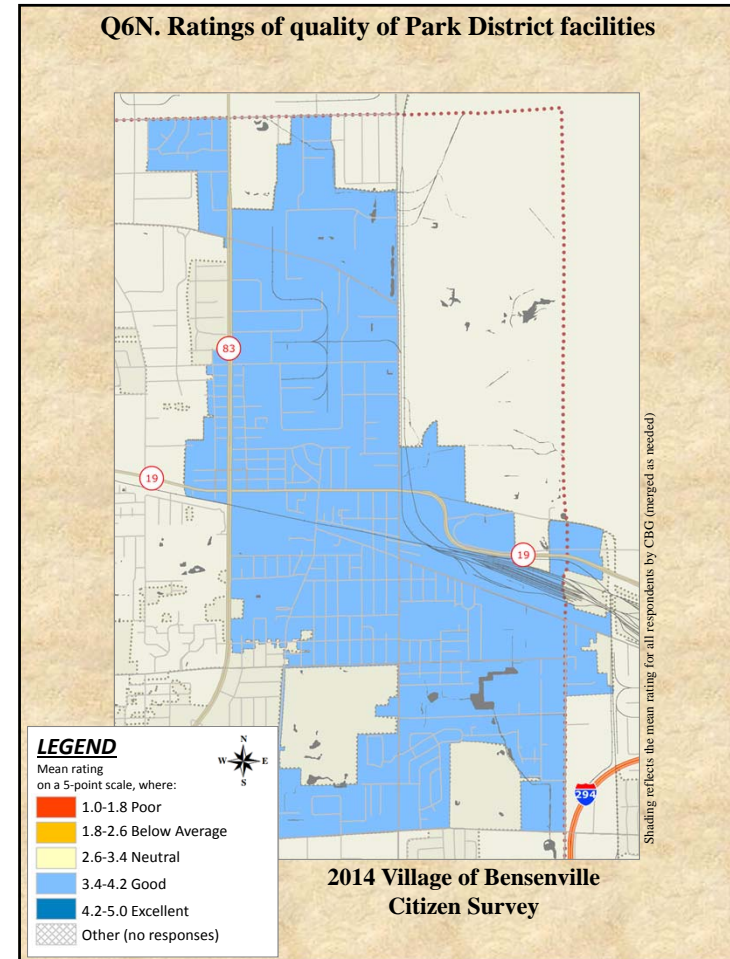 Q6N. Ratings of quality of Park District facilities
83
19
19
294
Shading reflects the mean rating for all respondents by CBG (merged as needed)
LEGEND
N
W E
S
Mean rating
on a 5-point scale, where:
1.0-1.8 Poor
1.8-2.6 Below Average
2.6-3.4 Neutral
3.4-4.2 Good
4.2-5.0 Excellent
Other (no responses)
2014 Village of Bensenville
Citizen Survey